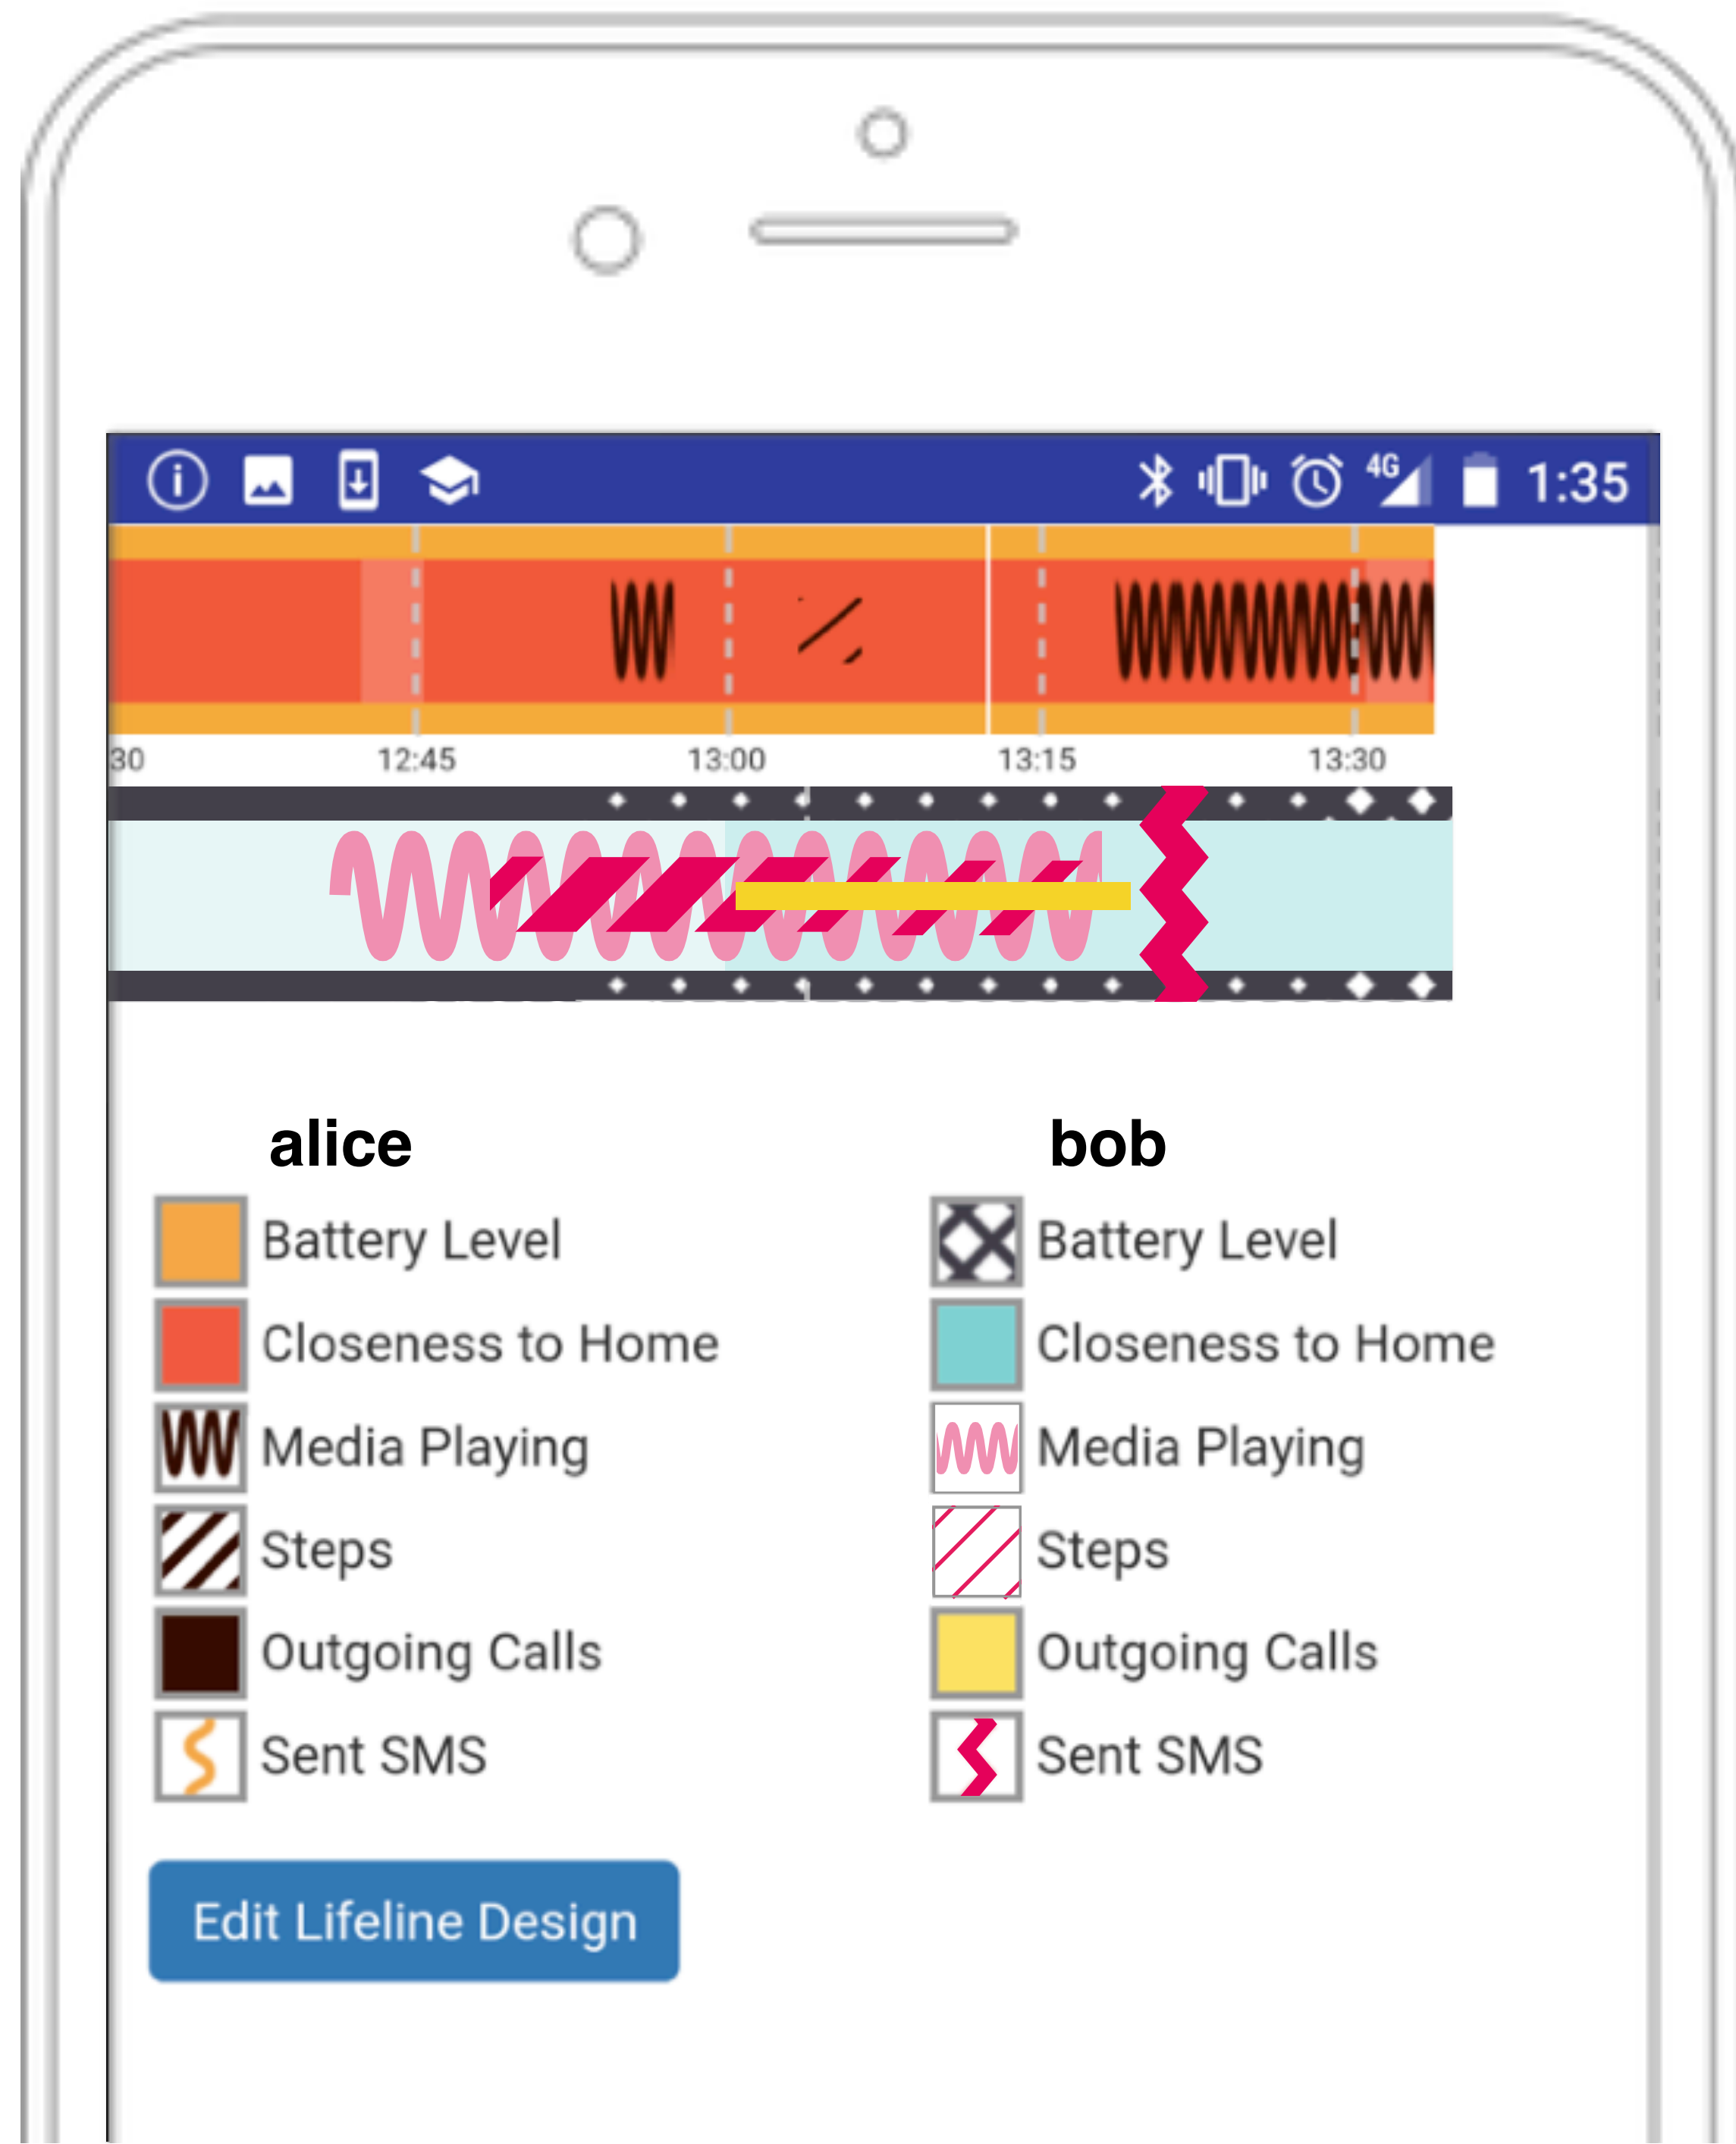 4G 1:35
30 12:45 13:00 13:15 13:30
alice bob
Battery Level Battery Level
Closeness to Home Closeness to Home
Media Playing Media Playing
Steps Steps
Outgoing Calls Outgoing Calls
Sent SMS Sent SMS
Edit Lifeline Design